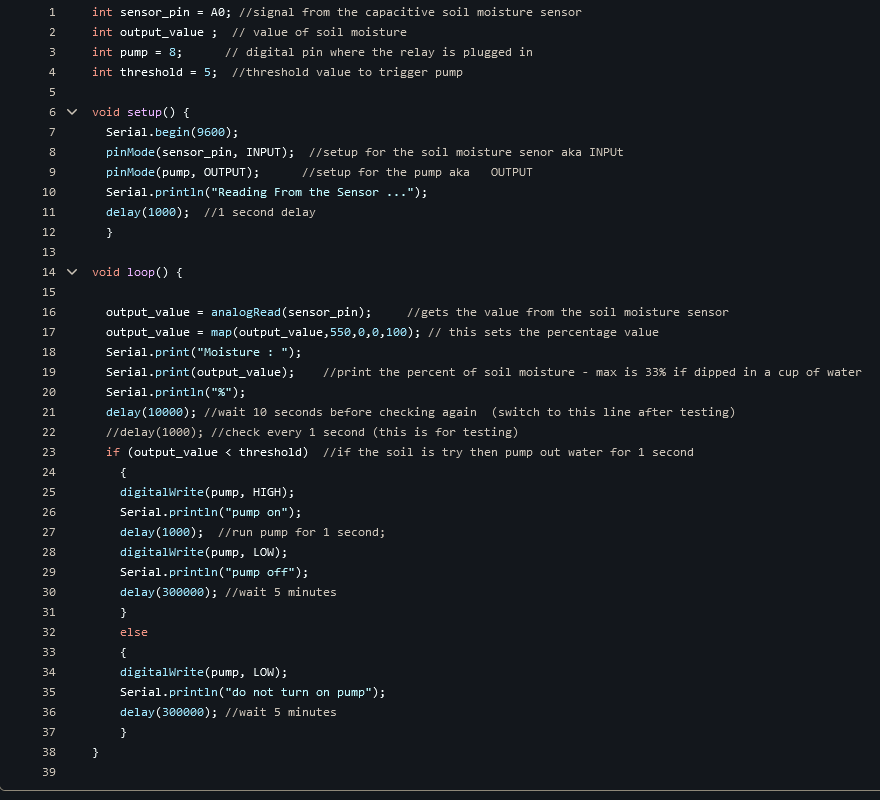 1 int sensor_pin = A0; //signal from the capacitive soil moisture sensor
2 int output_value ;  // value of soil moisture
3 int pump = 8;      // digital pin where the relay is plugged in
4 int threshold = 5;  //threshold value to trigger pump
5
6 void setup() {
7   Serial.begin(9600);
8   pinMode(sensor_pin, INPUT);  //setup for the soil moisture senor aka INPUt
9   pinMode(pump, OUTPUT);      //setup for the pump aka   OUTPUT
10   Serial.println("Reading From the Sensor ...");
11   delay(1000);  //1 second delay
12   }
13
14 void loop() {
15
16   output_value = analogRead(sensor_pin);     //gets the value from the soil moisture sensor
17   output_value = map(output_value,550,0,0,100); // this sets the percentage value
18   Serial.print("Moisture : ");
19   Serial.print(output_value);    //print the percent of soil moisture - max is 33% if dipped in a cup of water
20   Serial.println("%");
21   delay(10000); //wait 10 seconds before checking again  (switch to this line after testing)
22   //delay(1000); //check every 1 second (this is for testing)
23   if (output_value < threshold)  //if the soil is try then pump out water for 1 second
24     {
25     digitalWrite(pump, HIGH);
26     Serial.println("pump on");
27     delay(1000);  //run pump for 1 second;
28     digitalWrite(pump, LOW);
29     Serial.println("pump off");
30     delay(300000); //wait 5 minutes
31     }
32     else
33     {
34     digitalWrite(pump, LOW);
35     Serial.println("do not turn on pump");
36     delay(300000); //wait 5 minutes
37     }
38 }
39